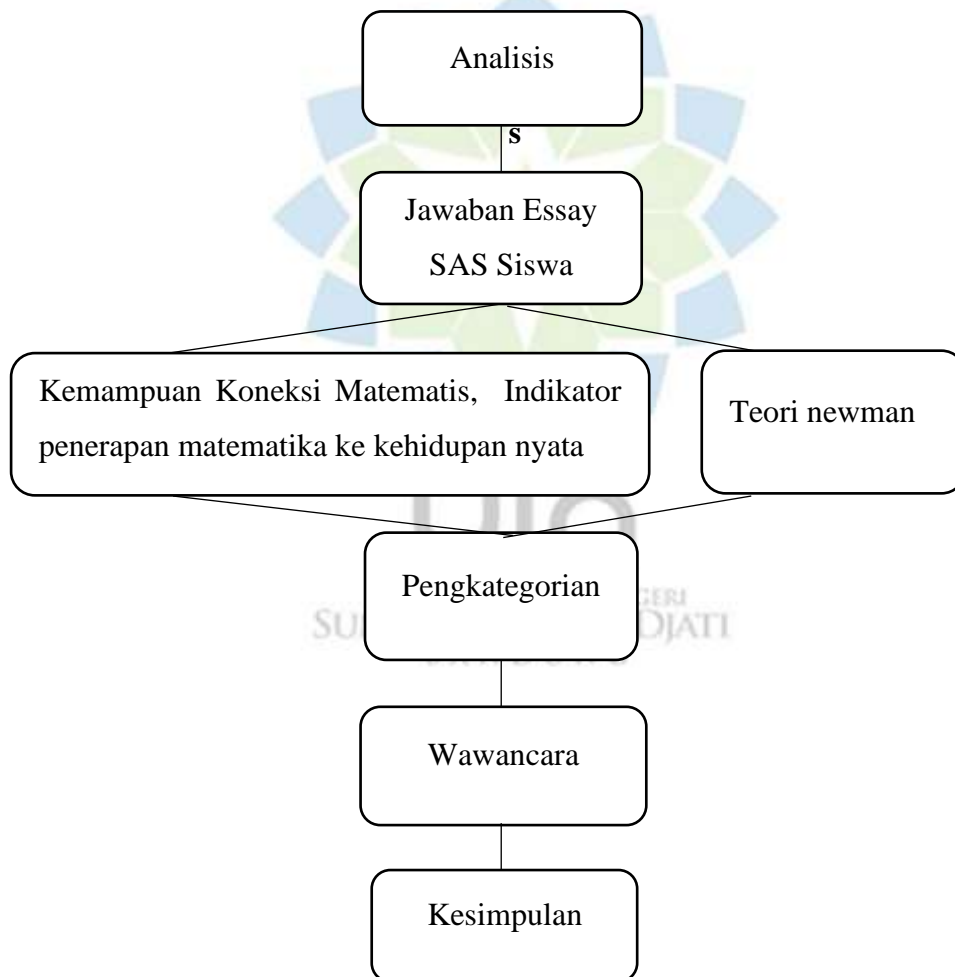 Analisis
s
Jawaban Essay
SAS Siswa
Kemampuan Koneksi Matematis, Indikator
penerapan matematika ke kehidupan nyata
Teori newman
Pengkategorian
Wawancara
Kesimpulan